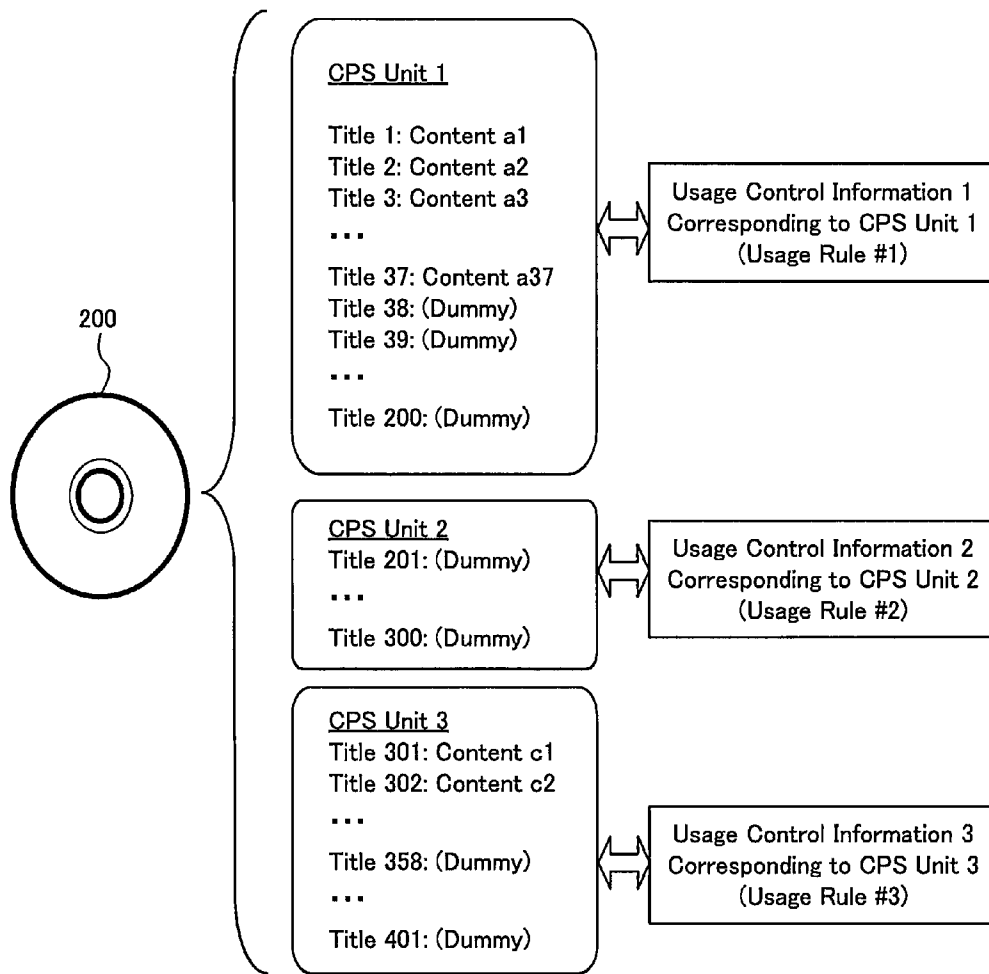 200
CPS Unit 1
Title 1: Content a1
Title 2: Content a2
Title 3: Content a3
...
Title 37: Content a37
Title 38: (Dummy)
Title 39: (Dummy)
...
Title 200: (Dummy)
Usage Control Information 1
Corresponding to CPS Unit 1
(Usage Rule #1)
CPS Unit 2
Title 201: (Dummy)
...
Title 300: (Dummy)
Usage Control Information 2
Corresponding to CPS Unit 2
(Usage Rule #2)
CPS Unit 3
Title 301: Content c1
Title 302: Content c2
...
Title 358: (Dummy)
...
Title 401: (Dummy)
Usage Control Information 3
Corresponding to CPS Unit 3
(Usage Rule #3)